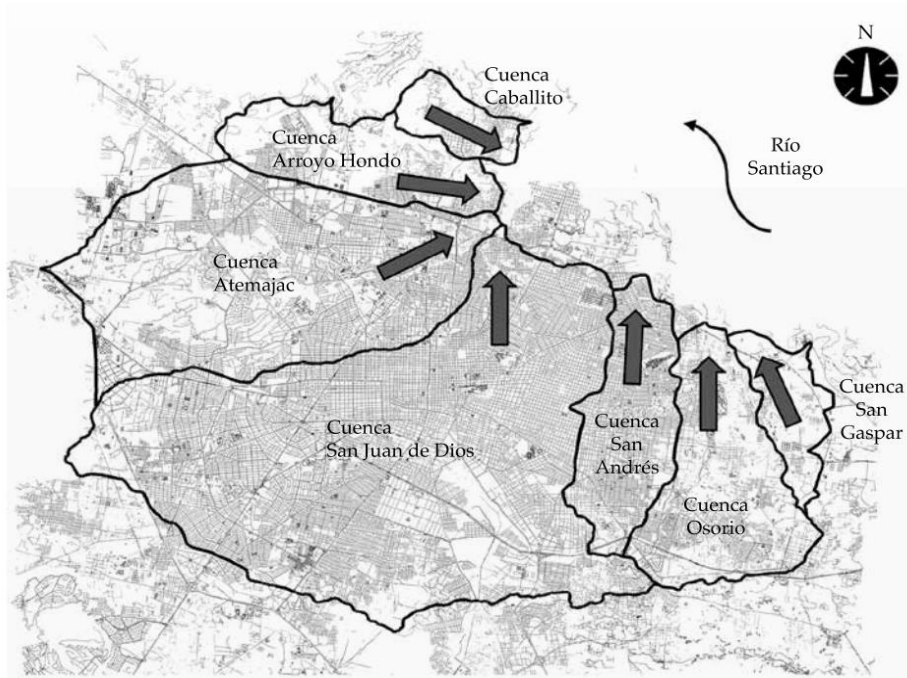 N
Cuenca
Caballito
Cuenca
Arroyo Hondo
Río
Santiago
Cuenca
Atemajac
Cuenca
San Gaspar
Cuenca
San Juan de Dios
Cuenca
San
Andrés
Cuenca
Osorio